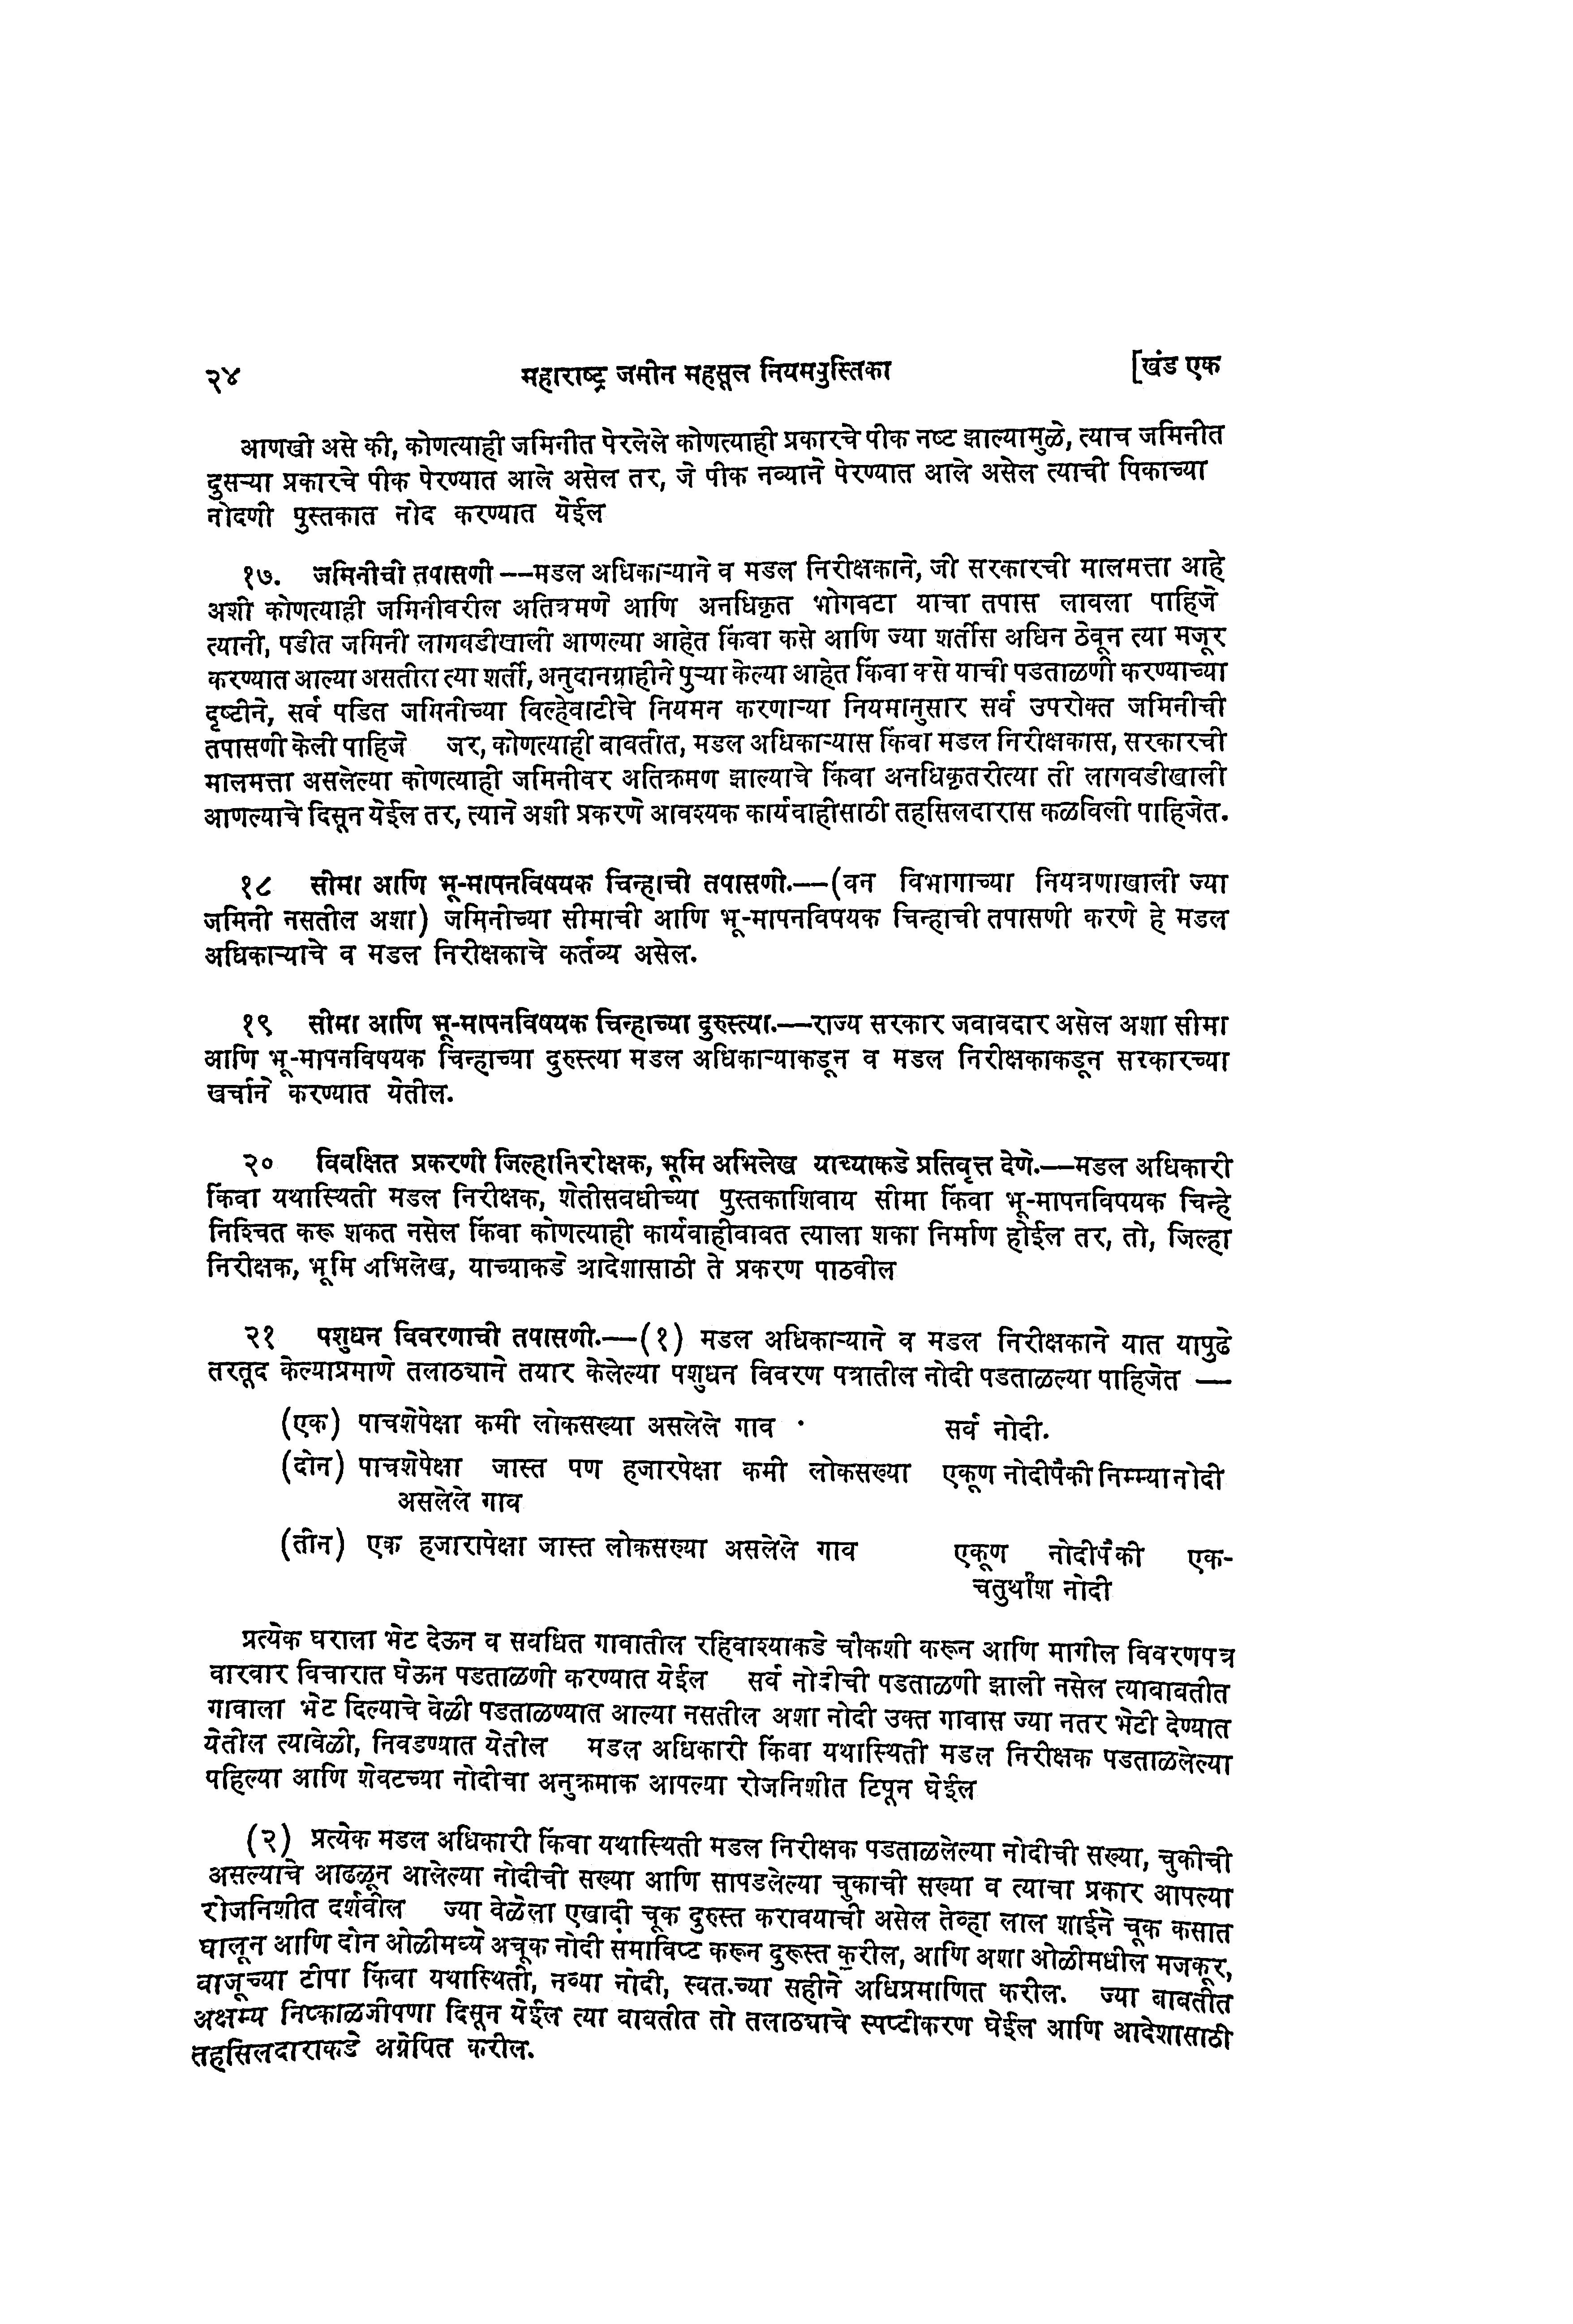 २४ महाराष्ट्र जमीन महसूल नियमपुस्तिका [खंड एक
आणखी असे की, कोणत्याही जमिनीत पेरलेले कोणत्याही प्रकारचे पीक नष्ट झाल्यामुळे, त्याच जमिनीत
दुसऱ्या प्रकारचे पीक पेरण्यात आले असेल तर, जे पीक नव्याने पेरण्यात आले असेल त्याची पिकाच्या
नोदणी पुस्तकात नोद करण्यात येईल
१७. जमिनीची तपासणी —मडल अधिकाऱ्याने व मडल निरीक्षकाने, जी सरकारची मालमत्ता आहे
अशी कोणत्याही जमिनीवरील अतिक्रमणे आणि अनधिकृत भोगवटा याचा तपास लावला पाहिजे
त्यानी, पडीत जमिनी लागवडीखाली आणल्या आहेत किंवा कसे आणि ज्या शर्तीस अधिन ठेवून त्या मजूर
करण्यात आल्या असतील त्या शर्ती, अनुदानग्राहीने पुऱ्या केल्या आहेत किंवा कसे याची पडताळणी करण्याच्या
दृष्टीने, सर्व पडित जमिनीच्या विल्हेवाटीचे नियमन करणाऱ्या नियमानुसार सर्व उपरोक्त जमिनीची
तपासणी केली पाहिजे जर, कोणत्याही बाबतीत, मडल अधिकाऱ्यास किंवा मडल निरीक्षकास, सरकारची
मालमत्ता असलेल्या कोणत्याही जमिनीवर अतिक्रमण झाल्याचे किंवा अनधिकृतरीत्या ती लागवडीखाली
आणल्याचे दिसून येईल तर, त्याने अशी प्रकरणे आवश्यक कार्यवाहीसाठी तहसिलदारास कळविली पाहिजेत.
१८ सीमा आणि भू-मापनविषयक चिन्हाची तपासणी.—(वन विभागाच्या नियत्रणाखाली ज्या
जमिनी नसतील अशा) जमिनीच्या सीमाची आणि भू-मापनविषयक चिन्हाची तपासणी करणे हे मडल
अधिकाऱ्याचे व मडल निरीक्षकाचे कर्तव्य असेल.
१९ सीमा आणि भू-मापनविषयक चिन्हाच्या दुरुस्त्या.—राज्य सरकार जबाबदार असेल अशा सीमा
आणि भू-मापनविषयक चिन्हाच्या दुरुस्त्या मडल अधिकाऱ्याकडून व मडल निरीक्षकाकडून सरकारच्या
खर्चाने करण्यात येतील.
२० विवक्षित प्रकरणी जिल्हानिरीक्षक, भूमि अभिलेख याच्याकडे प्रतिवृत्त देणे.—मडल अधिकारी
किंवा यथास्थिती मडल निरीक्षक, शेतीसबधीच्या पुस्तकाशिवाय सीमा किंवा भू-मापनविषयक चिन्हे
निश्चित करू शकत नसेल किंवा कोणत्याही कार्यवाहीबाबत त्याला शका निर्माण होईल तर, तो, जिल्हा
निरीक्षक, भूमि अभिलेख, याच्याकडे आदेशासाठी ते प्रकरण पाठवील
२१ पशुधन विवरणाची तपासणी.—(१) मडल अधिकाऱ्याने व मडल निरीक्षकाने यात यापुढे
तरतूद केल्याप्रमाणे तलाठ्याने तयार केलेल्या पशुधन विवरण पत्रातील नोदी पडताळल्या पाहिजेत —
(एक) पाचशेपेक्षा कमी लोकसख्या असलेले गाव सर्व नोदी.
(दोन) पाचशेपेक्षा जास्त पण हजारपेक्षा कमी लोकसख्या एकूण नोदीपैकी निम्म्या नोदी
असलेले गाव
(तीन) एक हजारापेक्षा जास्त लोकसख्या असलेले गाव एकूण नोदीपैकी एक-
चतुर्थांश नोदी
प्रत्येक घराला भेट देऊन व सबधित गावातील रहिवाश्याकडे चौकशी करून आणि मागील विवरणपत्र
वारवार विचारात घेऊन पडताळणी करण्यात येईल सर्व नोदीची पडताळणी झाली नसेल त्याबाबतीत
गावाला भेट दिल्याचे वेळी पडताळण्यात आल्या नसतील अशा नोदी उक्त गावास ज्या नतर भेटी देण्यात
येतील त्यावेळी, निवडण्यात येतील मडल अधिकारी किंवा यथास्थिती मडल निरीक्षक पडताळलेल्या
पहिल्या आणि शेवटच्या नोदीचा अनुक्रमाक आपल्या रोजनिशीत टिपून घेईल
(२) प्रत्येक मडल अधिकारी किंवा यथास्थिती मडल निरीक्षक पडताळलेल्या नोदीची सख्या, चुकीची
असल्याचे आढळून आलेल्या नोदीची सख्या आणि सापडलेल्या चुकाची सख्या व त्याचा प्रकार आपल्या
रोजनिशीत दर्शवील ज्या वेळेला एखादी चूक दुरुस्त करावयाची असेल तेव्हा लाल शाईने चूक कसात
घालून आणि दोन ओळीमध्ये अचूक नोदी समाविष्ट करून दुरूस्त करील, आणि अशा ओळीमधील मजकूर,
बाजूच्या टीपा किंवा यथास्थिती, नव्या नोदी, स्वत.च्या सहीने अधिप्रमाणित करील. ज्या बाबतीत
अक्षम्य निष्काळजीपणा दिसून येईल त्या बाबतीत तो तलाठ्याचे स्पष्टीकरण घेईल आणि आदेशासाठी
तहसिलदाराकडे अग्रेषित करील.